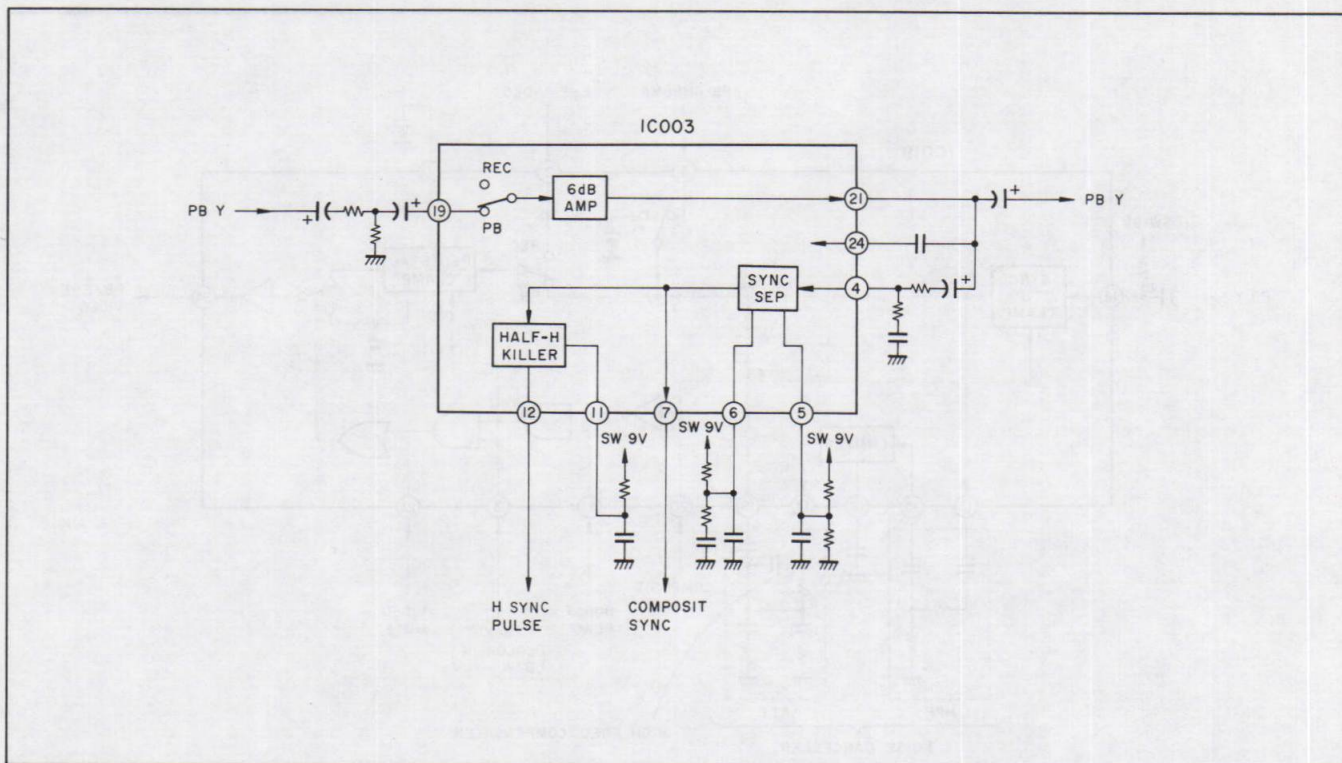 IC003
REC
PB Y
19
PB
6dB
AMP
21
PB Y
24
SYNC
SEP
4
HALF-H
KILLER
12
11
7
6
5
SW 9V
SW 9V
SW 9V
H SYNC
PULSE
COMPOSIT
SYNC